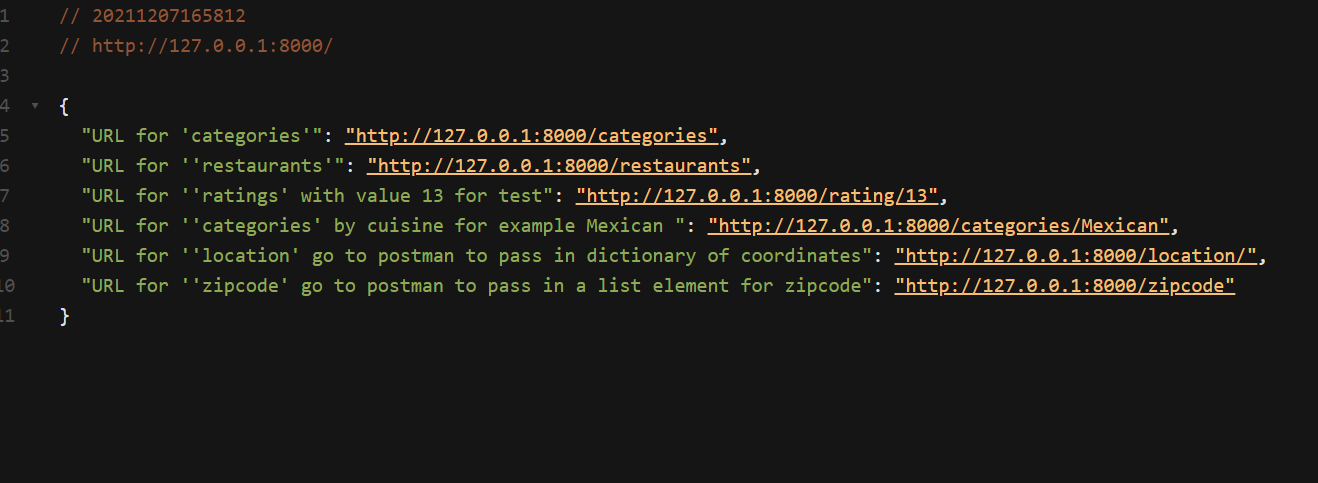 1 // 20211207165812
2 // http://127.0.0.1:8000/
3
4 {
5 "URL for 'categories'": "http://127.0.0.1:8000/categories",
6 "URL for ''restaurants'": "http://127.0.0.1:8000/restaurants",
7 "URL for ''ratings' with value 13 for test": "http://127.0.0.1:8000/rating/13",
8 "URL for ''categories' by cuisine for example Mexican ": "http://127.0.0.1:8000/categories/Mexican",
9 "URL for ''location' go to postman to pass in dictionary of coordinates": "http://127.0.0.1:8000/location/",
10 "URL for ''zipcode' go to postman to pass in a list element for zipcode": "http://127.0.0.1:8000/zipcode"
11 }